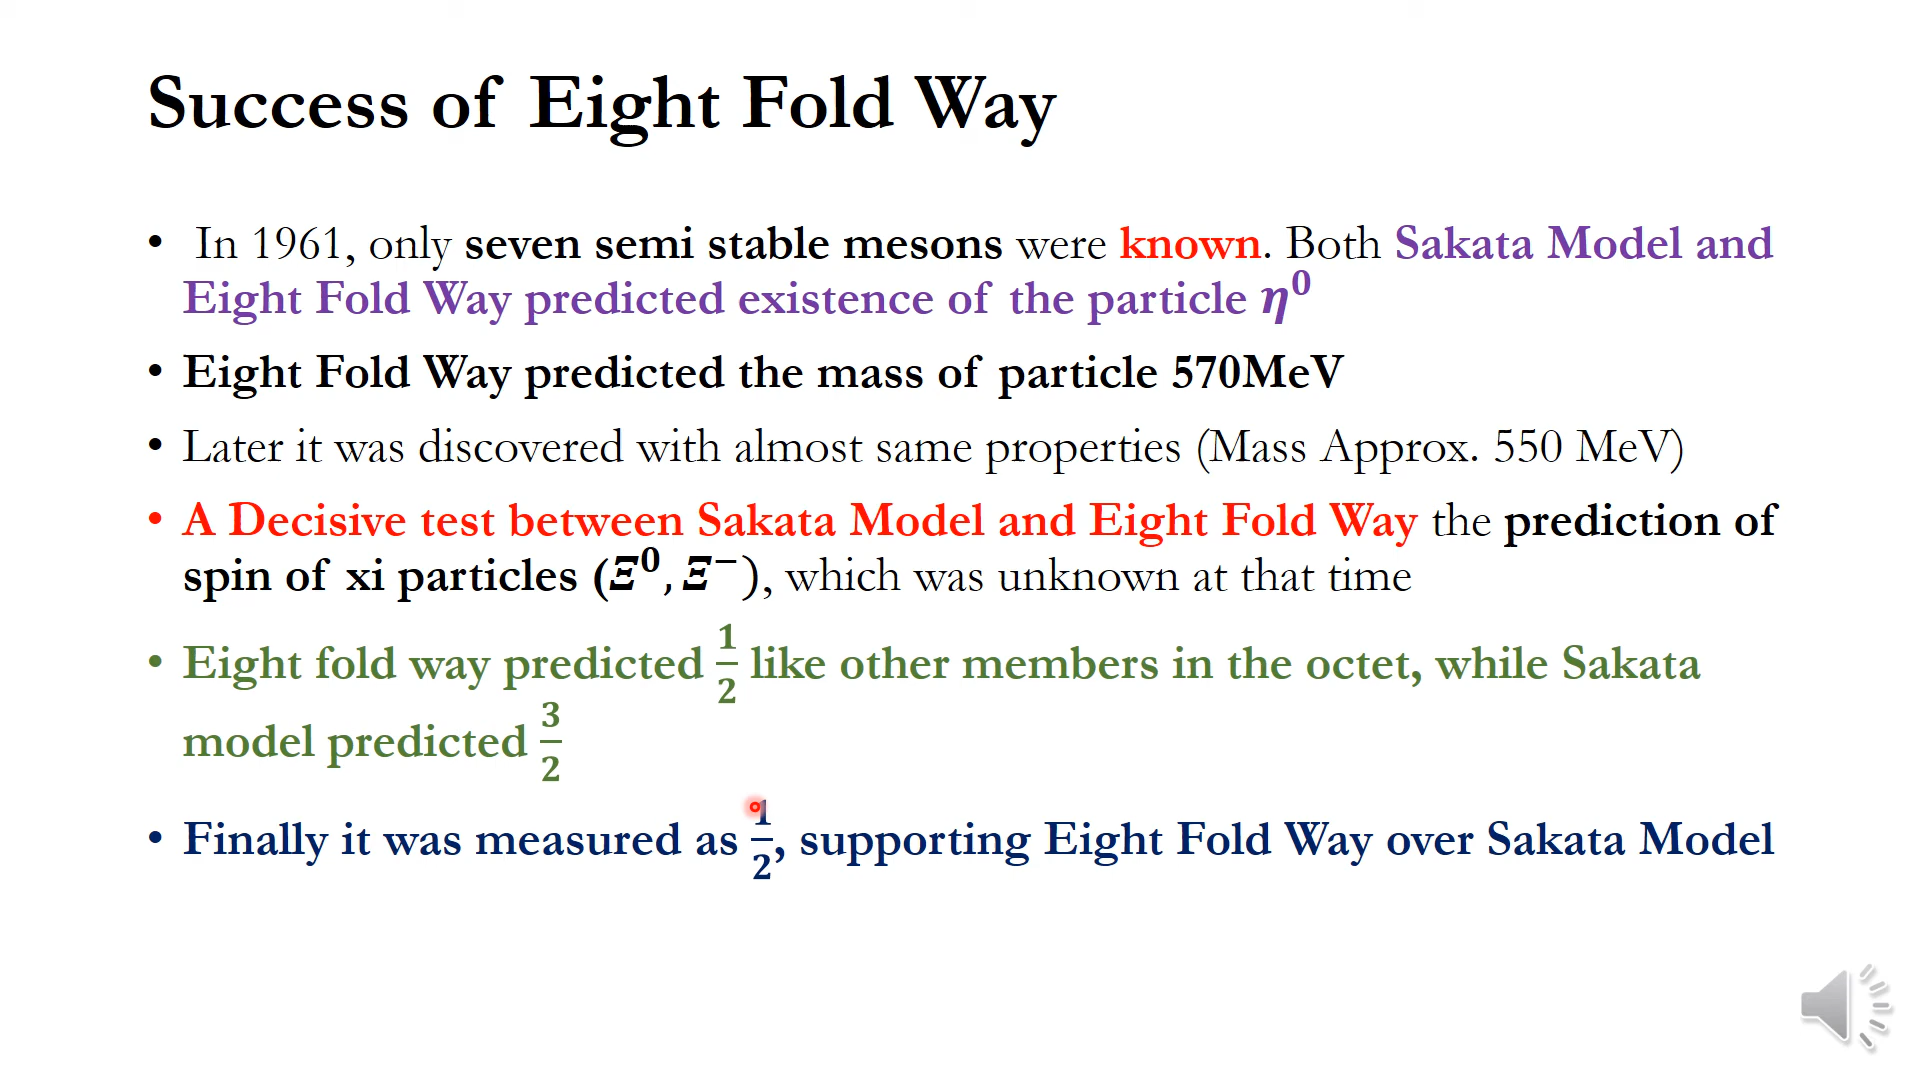 Success of Eight Fold Way
• In 1961, only seven semi stable mesons were known. Both Sakata Model and
Eight Fold Way predicted existence of the particle η⁰
• Eight Fold Way predicted the mass of particle 570MeV
• Later it was discovered with almost same properties (Mass Approx. 550 MeV)
• A Decisive test between Sakata Model and Eight Fold Way the prediction of
spin of xi particles (Ξ⁰, Ξ⁻), which was unknown at that time
• Eight fold way predicted 1/2 like other members in the octet, while Sakata
model predicted 3/2
• Finally it was measured as 1/2, supporting Eight Fold Way over Sakata Model